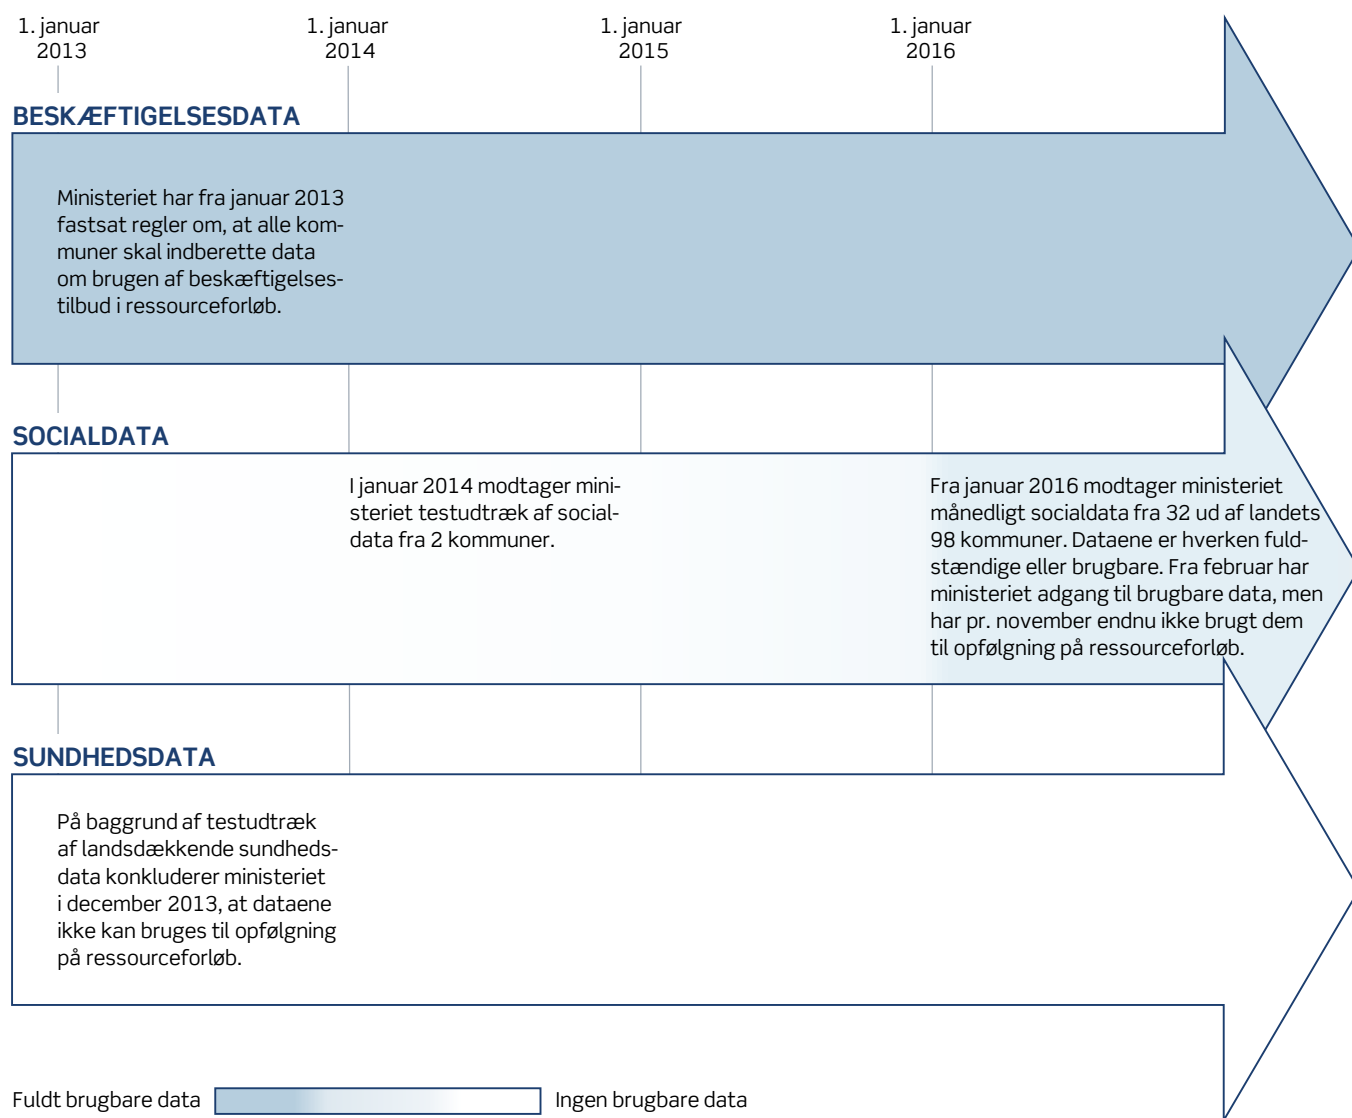 1. januar
2013
1. januar
2014
1. januar
2015
1. januar
2016
BESKÆFTIGELSESDATA
Ministeriet har fra januar 2013
fastsat regler om, at alle kom-
muner skal indberette data
om brugen af beskæftigelses-
tilbud i ressourceforløb.
SOCIALDATA
I januar 2014 modtager mini-
steriet testudtræk af social-
data fra 2 kommuner.
Fra januar 2016 modtager ministeriet
månedligt socialdata fra 32 ud af landets
98 kommuner. Dataene er hverken fuld-
stændige eller brugbare. Fra februar har
ministeriet adgang til brugbare data, men
har pr. november endnu ikke brugt dem
til opfølgning på ressourceforløb.
SUNDHEDSDATA
På baggrund af testudtræk
af landsdækkende sundheds-
data konkluderer ministeriet
i december 2013, at dataene
ikke kan bruges til opfølgning
på ressourceforløb.
Fuldt brugbare data
Ingen brugbare data